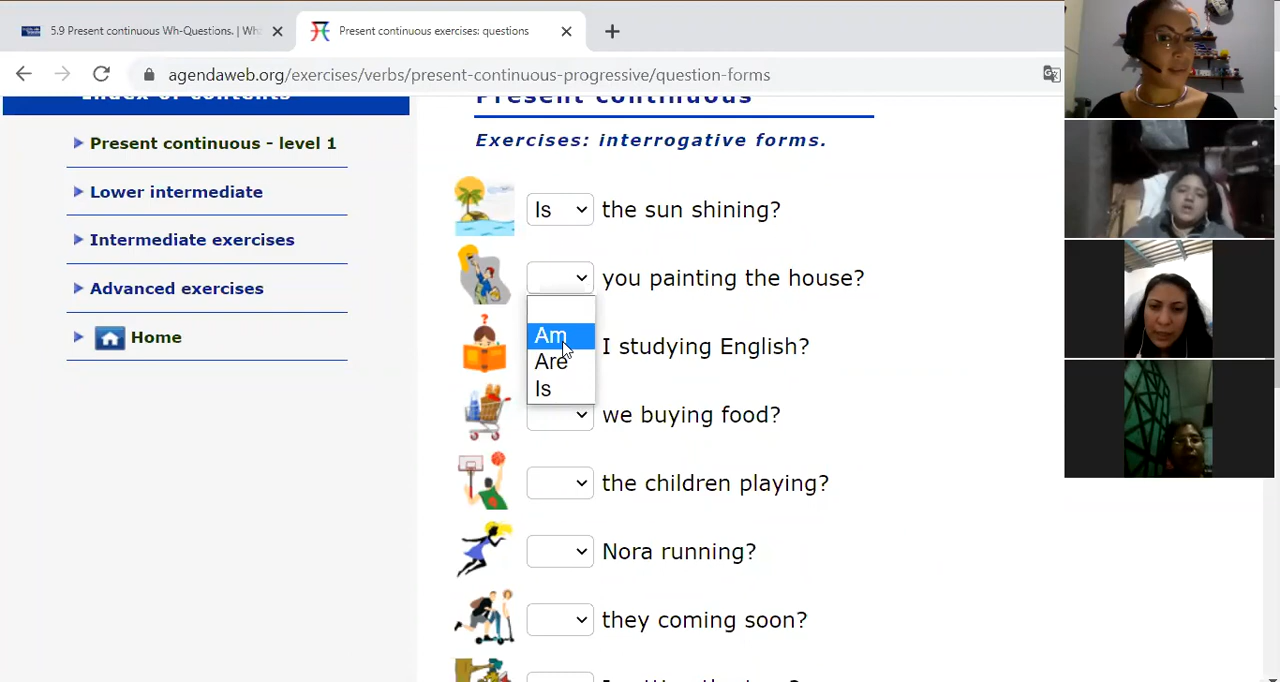 5.9 Present continuous Wh-Questions. | Wh
Present continuous exercises: questions
agendaweb.org/exercises/verbs/present-continuous-progressive/question-forms
Index of contents
Present continuous - level 1
Lower intermediate
Intermediate exercises
Advanced exercises
Home
Present continuous
Exercises: interrogative forms.
Is the sun shining?
you painting the house?
Am
Are
Is
I studying English?
we buying food?
the children playing?
Nora running?
they coming soon?